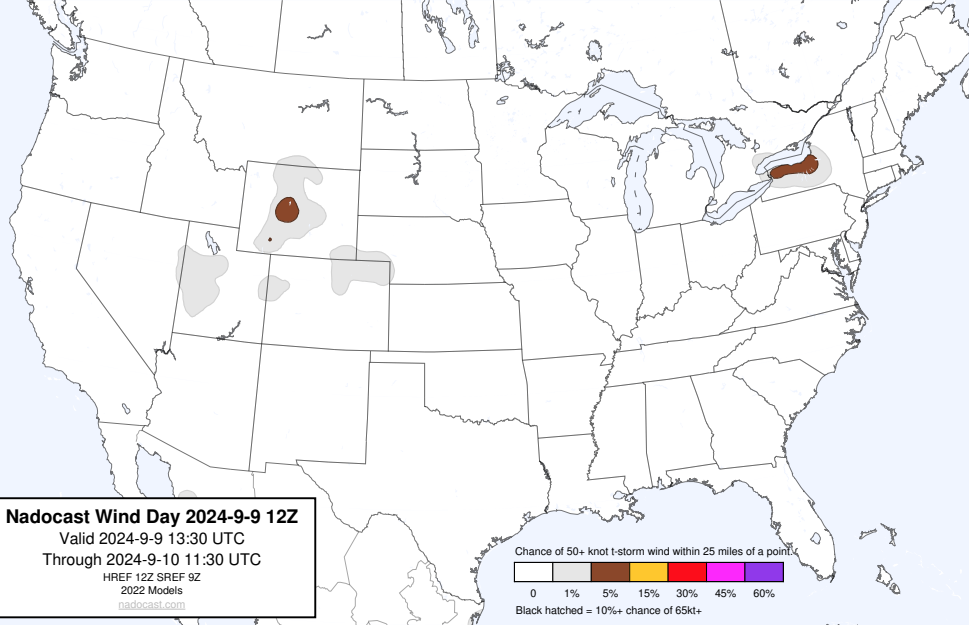 Nadocast Wind Day 2024-9-9 12Z
Valid 2024-9-9 13:30 UTC
Through 2024-9-10 11:30 UTC
HREF 12Z SREF 9Z
2022 Models
nadocast.com
Chance of 50+ knot t-storm wind within 25 miles of a point.
0 1% 5% 15% 30% 45% 60%
Black hatched = 10%+ chance of 65kt+